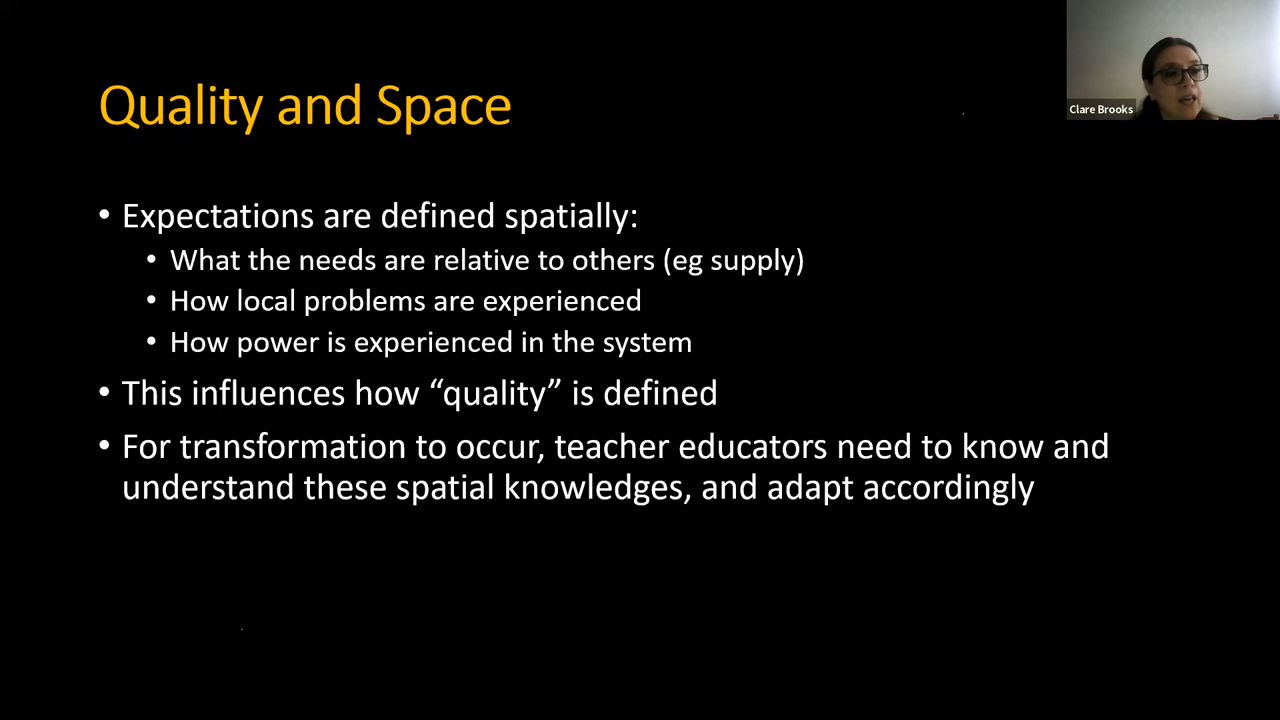 Clare Brooks
Quality and Space
• Expectations are defined spatially:
• What the needs are relative to others (eg supply)
• How local problems are experienced
• How power is experienced in the system
• This influences how “quality” is defined
• For transformation to occur, teacher educators need to know and
understand these spatial knowledges, and adapt accordingly